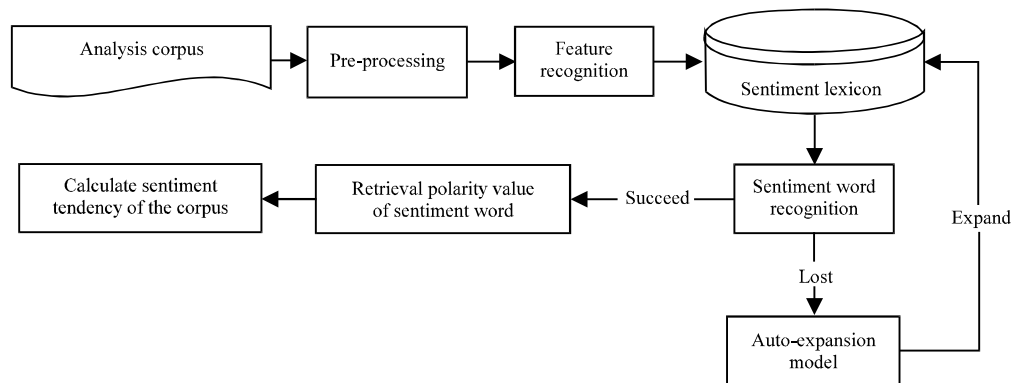 Analysis corpus
Pre-processing
Feature
recognition
Sentiment lexicon
Calculate sentiment
tendency of the corpus
Retrieval polarity value
of sentiment word
Succeed
Sentiment word
recognition
Expand
Lost
Auto-expansion
model